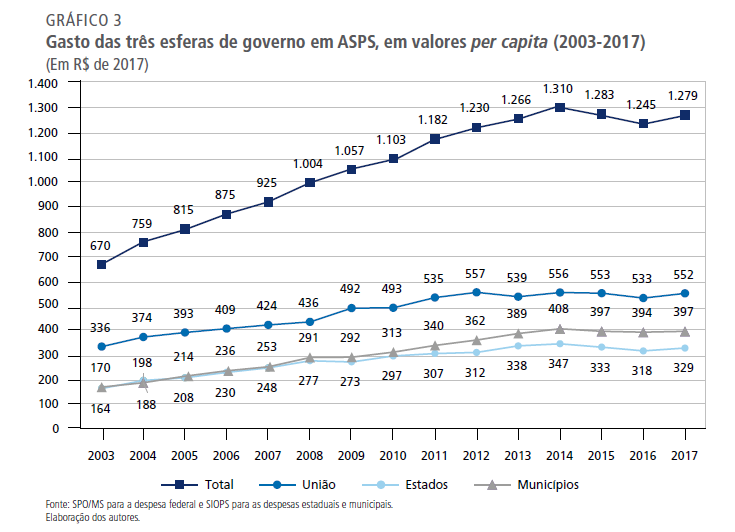 GRÁFICO 3
Gasto das três esferas de governo em ASPS, em valores per capita (2003-2017)
(Em R$ de 2017)
1.400
1.300
1.200
1.100
1.000
900
800
700
600
500
400
300
200
100
0
670 759 815 875 925 1.004 1.057 1.103 1.182 1.230 1.266 1.310 1.283 1.245 1.279
336 374 393 409 424 436 492 493 535 557 539 556 553 533 552
170 198 214 236 253 291 292 313 340 362 389 408 397 394 397
164 188 208 230 248 277 273 297 307 312 338 347 333 318 329
2003 2004 2005 2006 2007 2008 2009 2010 2011 2012 2013 2014 2015 2016 2017
Total União Estados Municípios
Fonte: SPO/MS para a despesa federal e SIOPS para as despesas estaduais e municipais.
Elaboração dos autores.